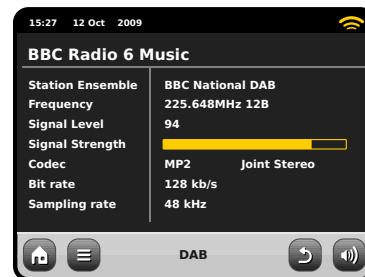 15:27 12 Oct 2009
BBC Radio 6 Music
Station Ensemble BBC National DAB
Frequency 225.648MHz 12B
Signal Level 94
Signal Strength
Codec MP2 Joint Stereo
Bit rate 128 kb/s
Sampling rate 48 kHz
DAB